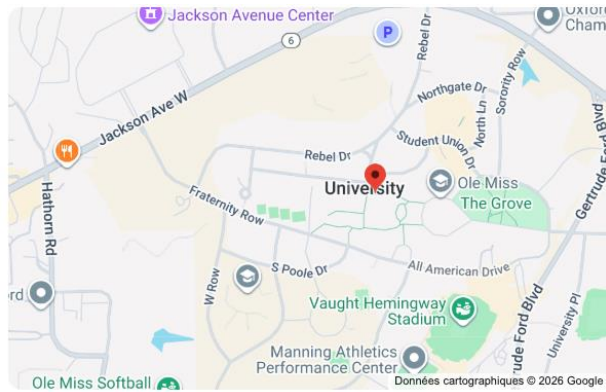 Jackson Avenue Center
Oxford
Cham
P
6
Rebel Dr
Sorority Row
Northgate Dr
North Ln
Jackson Ave W
Student Union Dr
Gertrude Ford Blvd
Rebel Dr
University
Ole Miss
The Grove
Hathorn Rd
Fraternity Row
W Row
S Poole Dr
All American Drive
Vaught Hemingway
Stadium
University Pl
rd
Gertrude Ford Blvd
Manning Athletics
Performance Center
Ole Miss Softball
Données cartographiques © 2026 Google